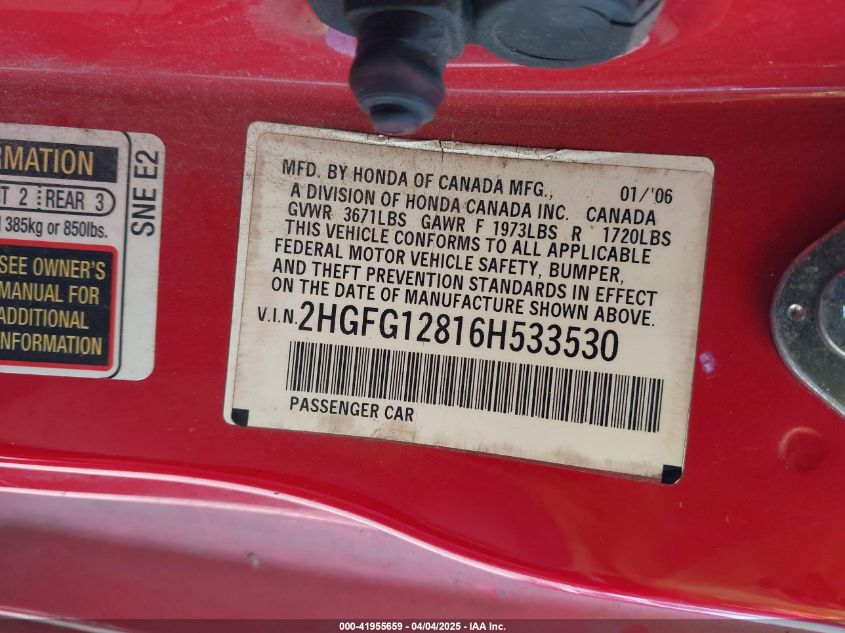 RMATION
T 2 REAR 3
385kg or 850lbs.
SEE OWNER'S
MANUAL FOR
ADDITIONAL
INFORMATION
SNE E2
MFD. BY HONDA OF CANADA MFG., 01/'06
A DIVISION OF HONDA CANADA INC. CANADA
GVWR 3671LBS GAWR F 1973LBS R 1720LBS
THIS VEHICLE CONFORMS TO ALL APPLICABLE
FEDERAL MOTOR VEHICLE SAFETY, BUMPER,
AND THEFT PREVENTION STANDARDS IN EFFECT
ON THE DATE OF MANUFACTURE SHOWN ABOVE.
V.I.N. 2HGFG12816H533530
PASSENGER CAR
000-41955659 - 04/04/2025 - IAA Inc.